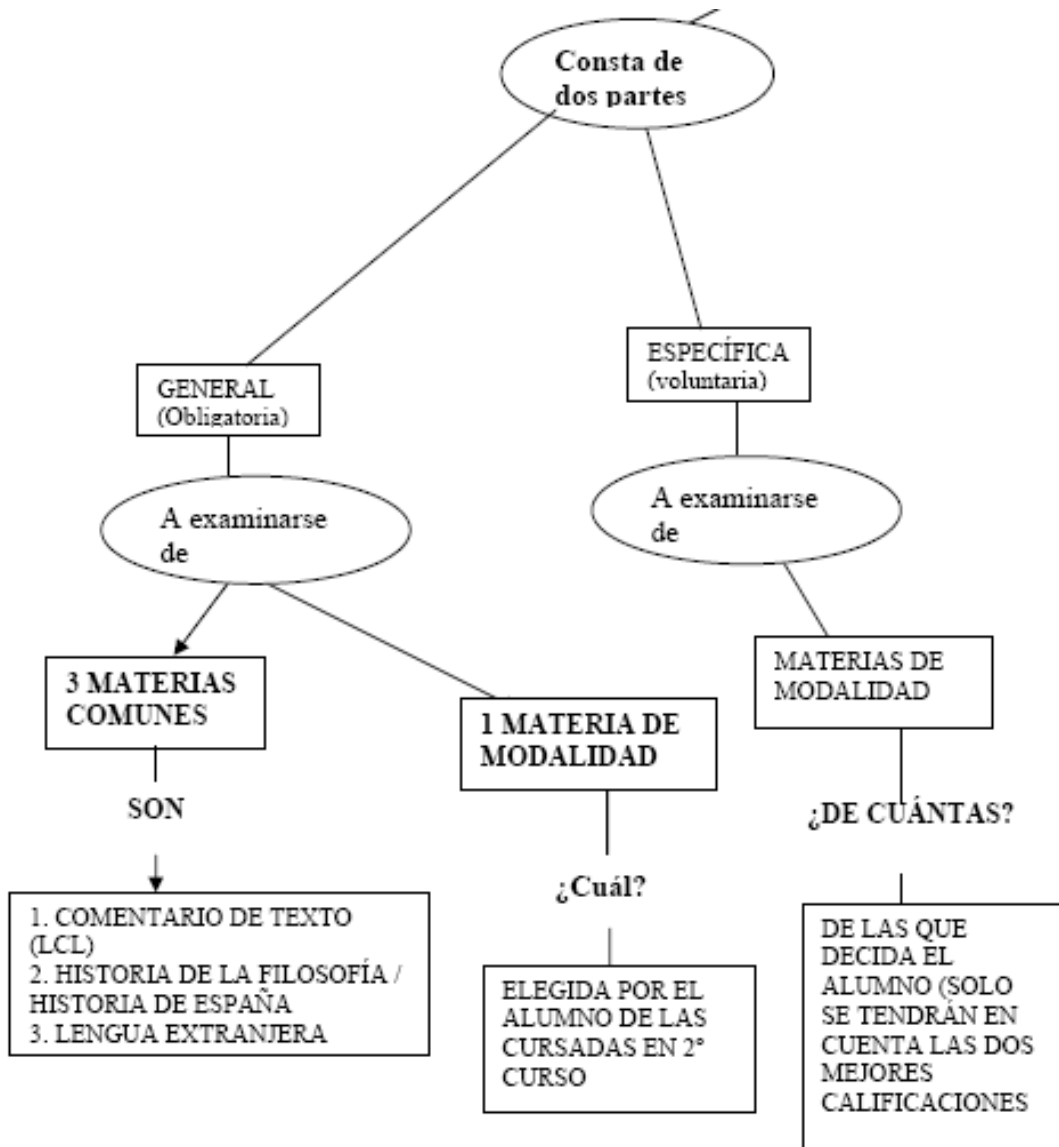 Consta de
dos partes
GENERAL
(Obligatoria)
ESPECÍFICA
(voluntaria)
A examinarse
de
A examinarse
de
3 MATERIAS
COMUNES
1 MATERIA DE
MODALIDAD
MATERIAS DE
MODALIDAD
SON
¿Cuál?
¿DE CUÁNTAS?
1. COMENTARIO DE TEXTO
(LCL)
2. HISTORIA DE LA FILOSOFÍA /
HISTORIA DE ESPAÑA
3. LENGUA EXTRANJERA
ELEGIDA POR EL
ALUMNO DE LAS
CURSADAS EN 2º
CURSO
DE LAS QUE
DECIDA EL
ALUMNO (SOLO
SE TENDRÁN EN
CUENTA LAS DOS
MEJORES
CALIFICACIONES